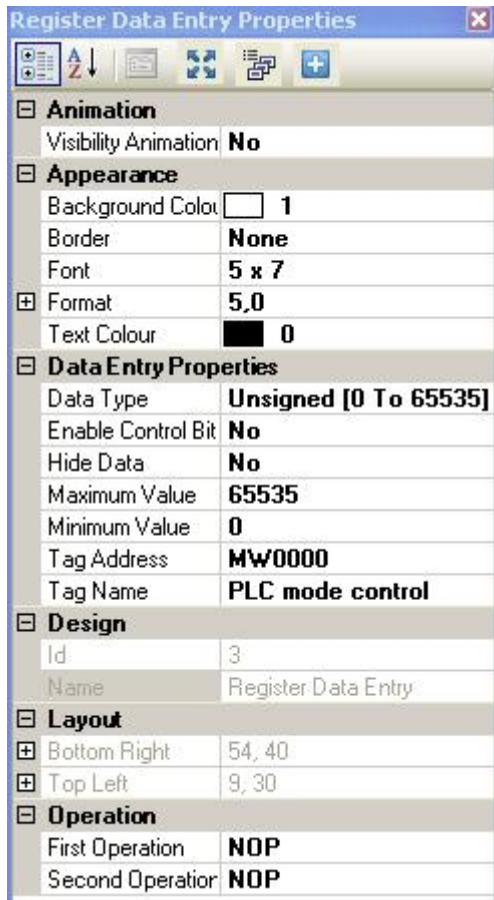 Register Data Entry Properties
Animation
Visibility Animation No
Appearance
Background Colou 1
Border None
Font 5 x 7
Format 5,0
Text Colour 0
Data Entry Properties
Data Type Unsigned [0 To 65535]
Enable Control Bit No
Hide Data No
Maximum Value 65535
Minimum Value 0
Tag Address MW0000
Tag Name PLC mode control
Design
Id 3
Name Register Data Entry
Layout
Bottom Right 54, 40
Top Left 9, 30
Operation
First Operation NOP
Second Operation NOP